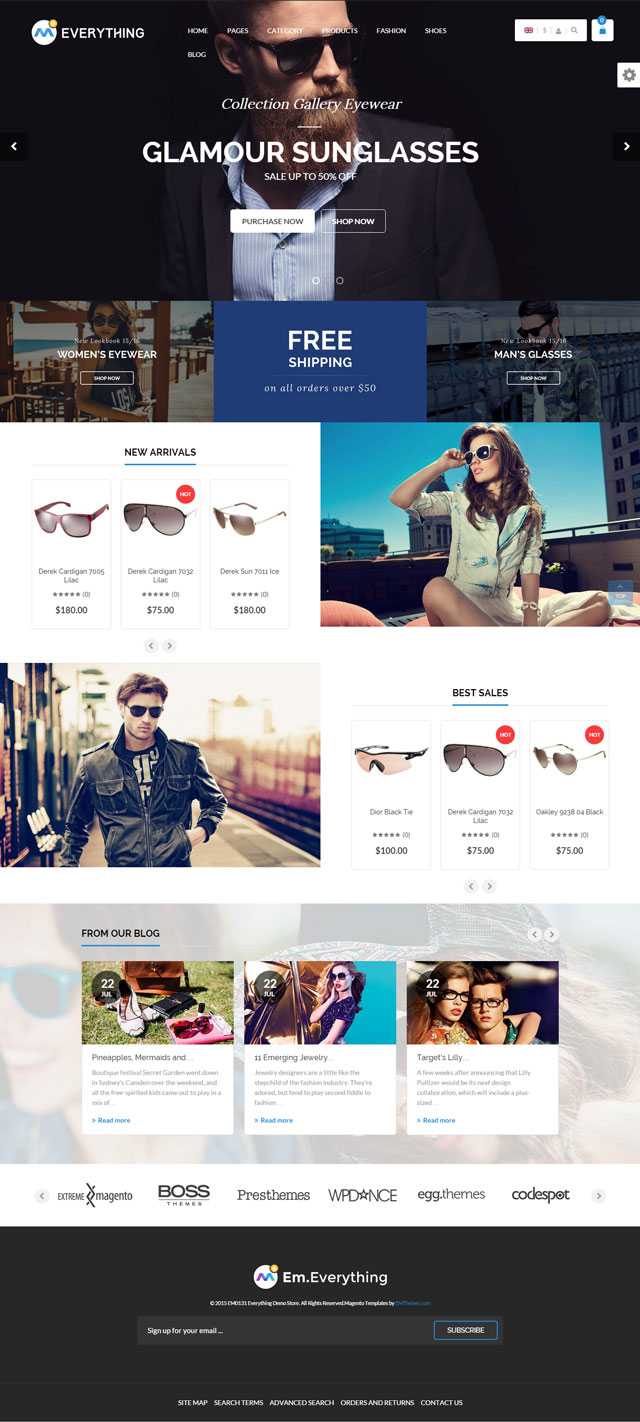 EVERYTHING
HOME PAGES CATEGORY PRODUCTS FASHION SHOES
BLOG
$
0
Collection Gallery Eyewear
GLAMOUR SUNGLASSES
SALE UP TO 50% OFF
PURCHASE NOW
SHOP NOW
New Lookbook 15/16
WOMEN'S EYEWEAR
SHOP NOW
FREE
SHIPPING
on all orders over $50
New Lookbook 15/16
MAN'S GLASSES
SHOP NOW
NEW ARRIVALS
HOT
Derek Cardigan 7005
Lilac
(0)
$180.00
Derek Cardigan 7032
Lilac
(0)
$75.00
Derek Sun 7011 Ice
(0)
$180.00
TOP
BEST SALES
HOT
HOT
Dior Black Tie
(0)
$100.00
Derek Cardigan 7032
Lilac
(0)
$75.00
Oakley 9238 04 Black
(0)
$75.00
FROM OUR BLOG
22
JUL
Pineapples, Mermaids and ...
Boutique festival Secret Garden went down
in Sydney's Camden over the weekend, and
all the free-spirited kids came out to play in a
mix of ...
» Read more
22
JUL
11 Emerging Jewelry...
Jewelry designers are a little like the
stepchild of the fashion industry. They're
adored, but tend to play second fiddle to
fashion ...
» Read more
22
JUL
Target's Lilly...
A few weeks after announcing that Lilly
Pulitzer would be its next design
collaboration, which will include a plus-
sized ...
» Read more
EXTREME magento
BOSS
THEMES
Presthemes
WPDANCE
egg.themes
codespot
Em.Everything
© 2015 EM0131 Everything Demo Store. All Rights Reserved.Magento Templates by EMThemes.com
Sign up for your email ...
SUBSCRIBE
SITE MAP SEARCH TERMS ADVANCED SEARCH ORDERS AND RETURNS CONTACT US